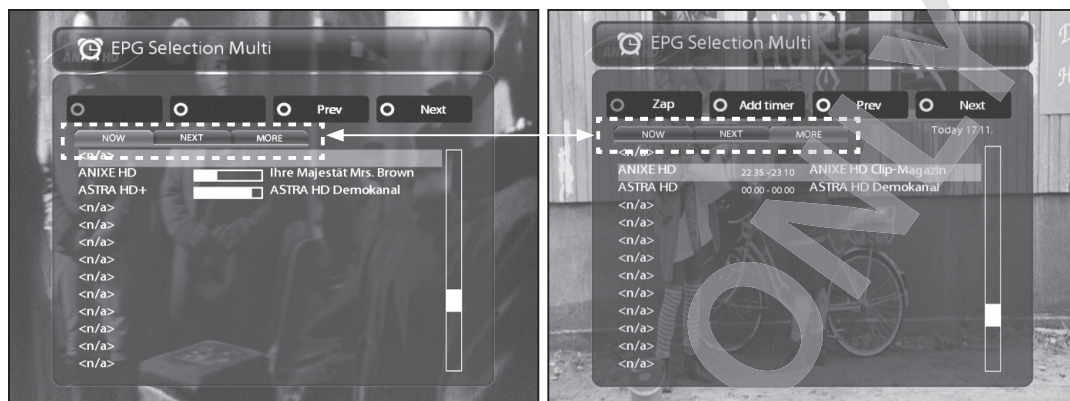 EPG Selection Multi
ANIXE HD
Prev Next
NOW NEXT MORE
<n/a>
ANIXE HD Ihre Majestät Mrs. Brown
ASTRA HD+ ASTRA HD Demokanal
<n/a>
<n/a>
<n/a>
<n/a>
<n/a>
<n/a>
<n/a>
<n/a>
<n/a>
<n/a>
EPG Selection Multi
Zap Add timer Prev Next
NOW NEXT MORE
Today 17.11.
<n/a>
ANIXE HD 22.35 - 23.10 ANIXE HD Clip-Magazin
ASTRA HD 00.00 - 00.00 ASTRA HD Demokanal
<n/a>
<n/a>
<n/a>
<n/a>
<n/a>
<n/a>
<n/a>
<n/a>
<n/a>
<n/a>
ONLY